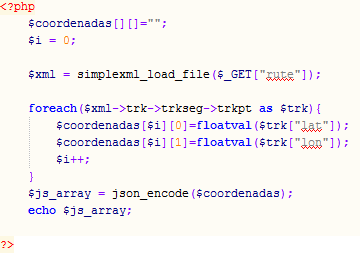 <?php
$coordenadas[][]="";
$i = 0;
$xml = simplexml_load_file($_GET["rute"]);
foreach($xml->trk->trkseg->trkpt as $trk){
$coordenadas[$i][0]=floatval($trk["lat"]);
$coordenadas[$i][1]=floatval($trk["lon"]);
$i++;
}
$js_array = json_encode($coordenadas);
echo $js_array;
?>